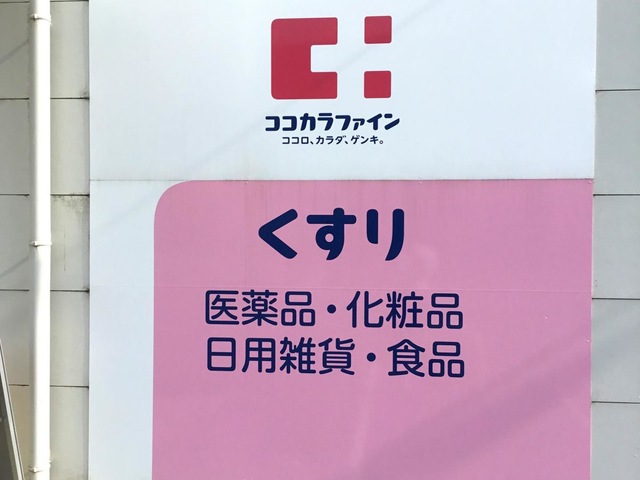 ココカラファイン
ココロ、カラダ、ゲンキ。
くすり
医薬品・化粧品
日用雑貨・食品